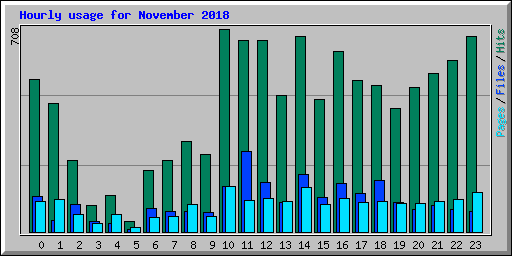 Hourly usage for November 2018
708
Pages / Files / Hits
0 1 2 3 4 5 6 7 8 9 10 11 12 13 14 15 16 17 18 19 20 21 22 23